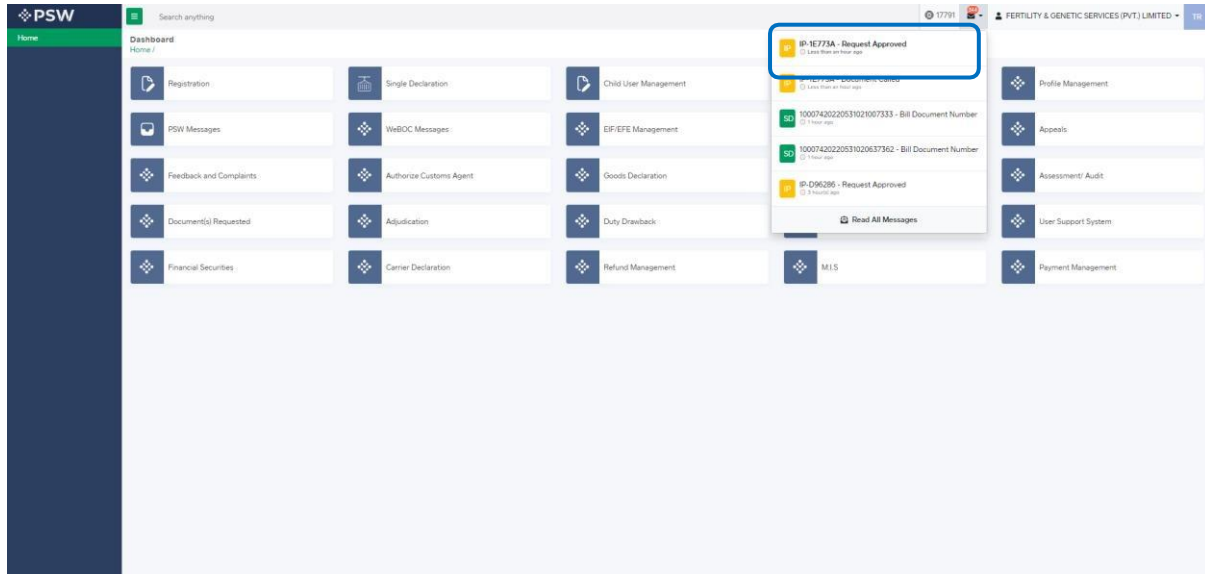 PSW
Search anything
17791
FERTILITY & GENETIC SERVICES (PVT.) LIMITED
TR
Home
Dashboard
Home /
IP
IP-1E773A - Request Approved
Less than an hour ago
IP-1E773A - Document Called
Less than an hour ago
SD
10007420220531021007333 - Bill Document Number
1 hour ago
SD
10007420220531020637362 - Bill Document Number
1 hour ago
IP
IP-D96286 - Request Approved
3 hour(s) ago
Read All Messages
Registration
Single Declaration
Child User Management
Profile Management
PSW Messages
WeBOC Messages
EIF/EFE Management
Appeals
Feedback and Complaints
Authorize Customs Agent
Goods Declaration
Assessment/ Audit
Document(s) Requested
Adjudication
Duty Drawback
User Support System
Financial Securities
Carrier Declaration
Refund Management
M.I.S
Payment Management